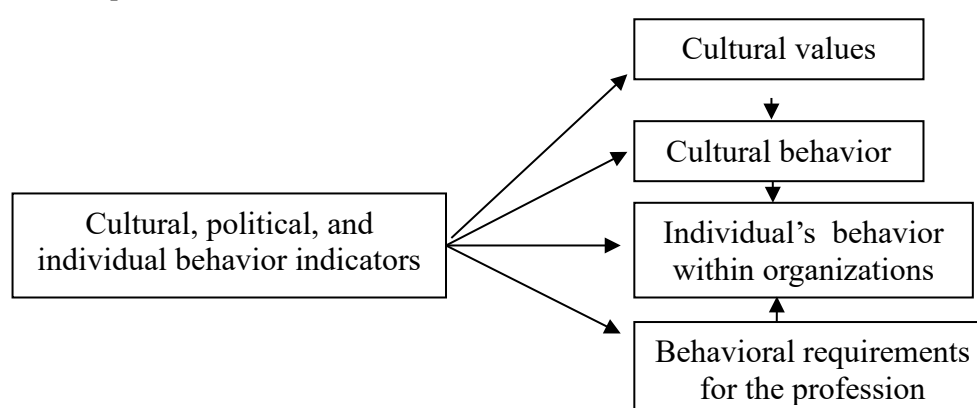 Cultural values
Cultural behavior
Cultural, political, and
individual behavior indicators
Individual’s  behavior
within organizations
Behavioral requirements
for the profession